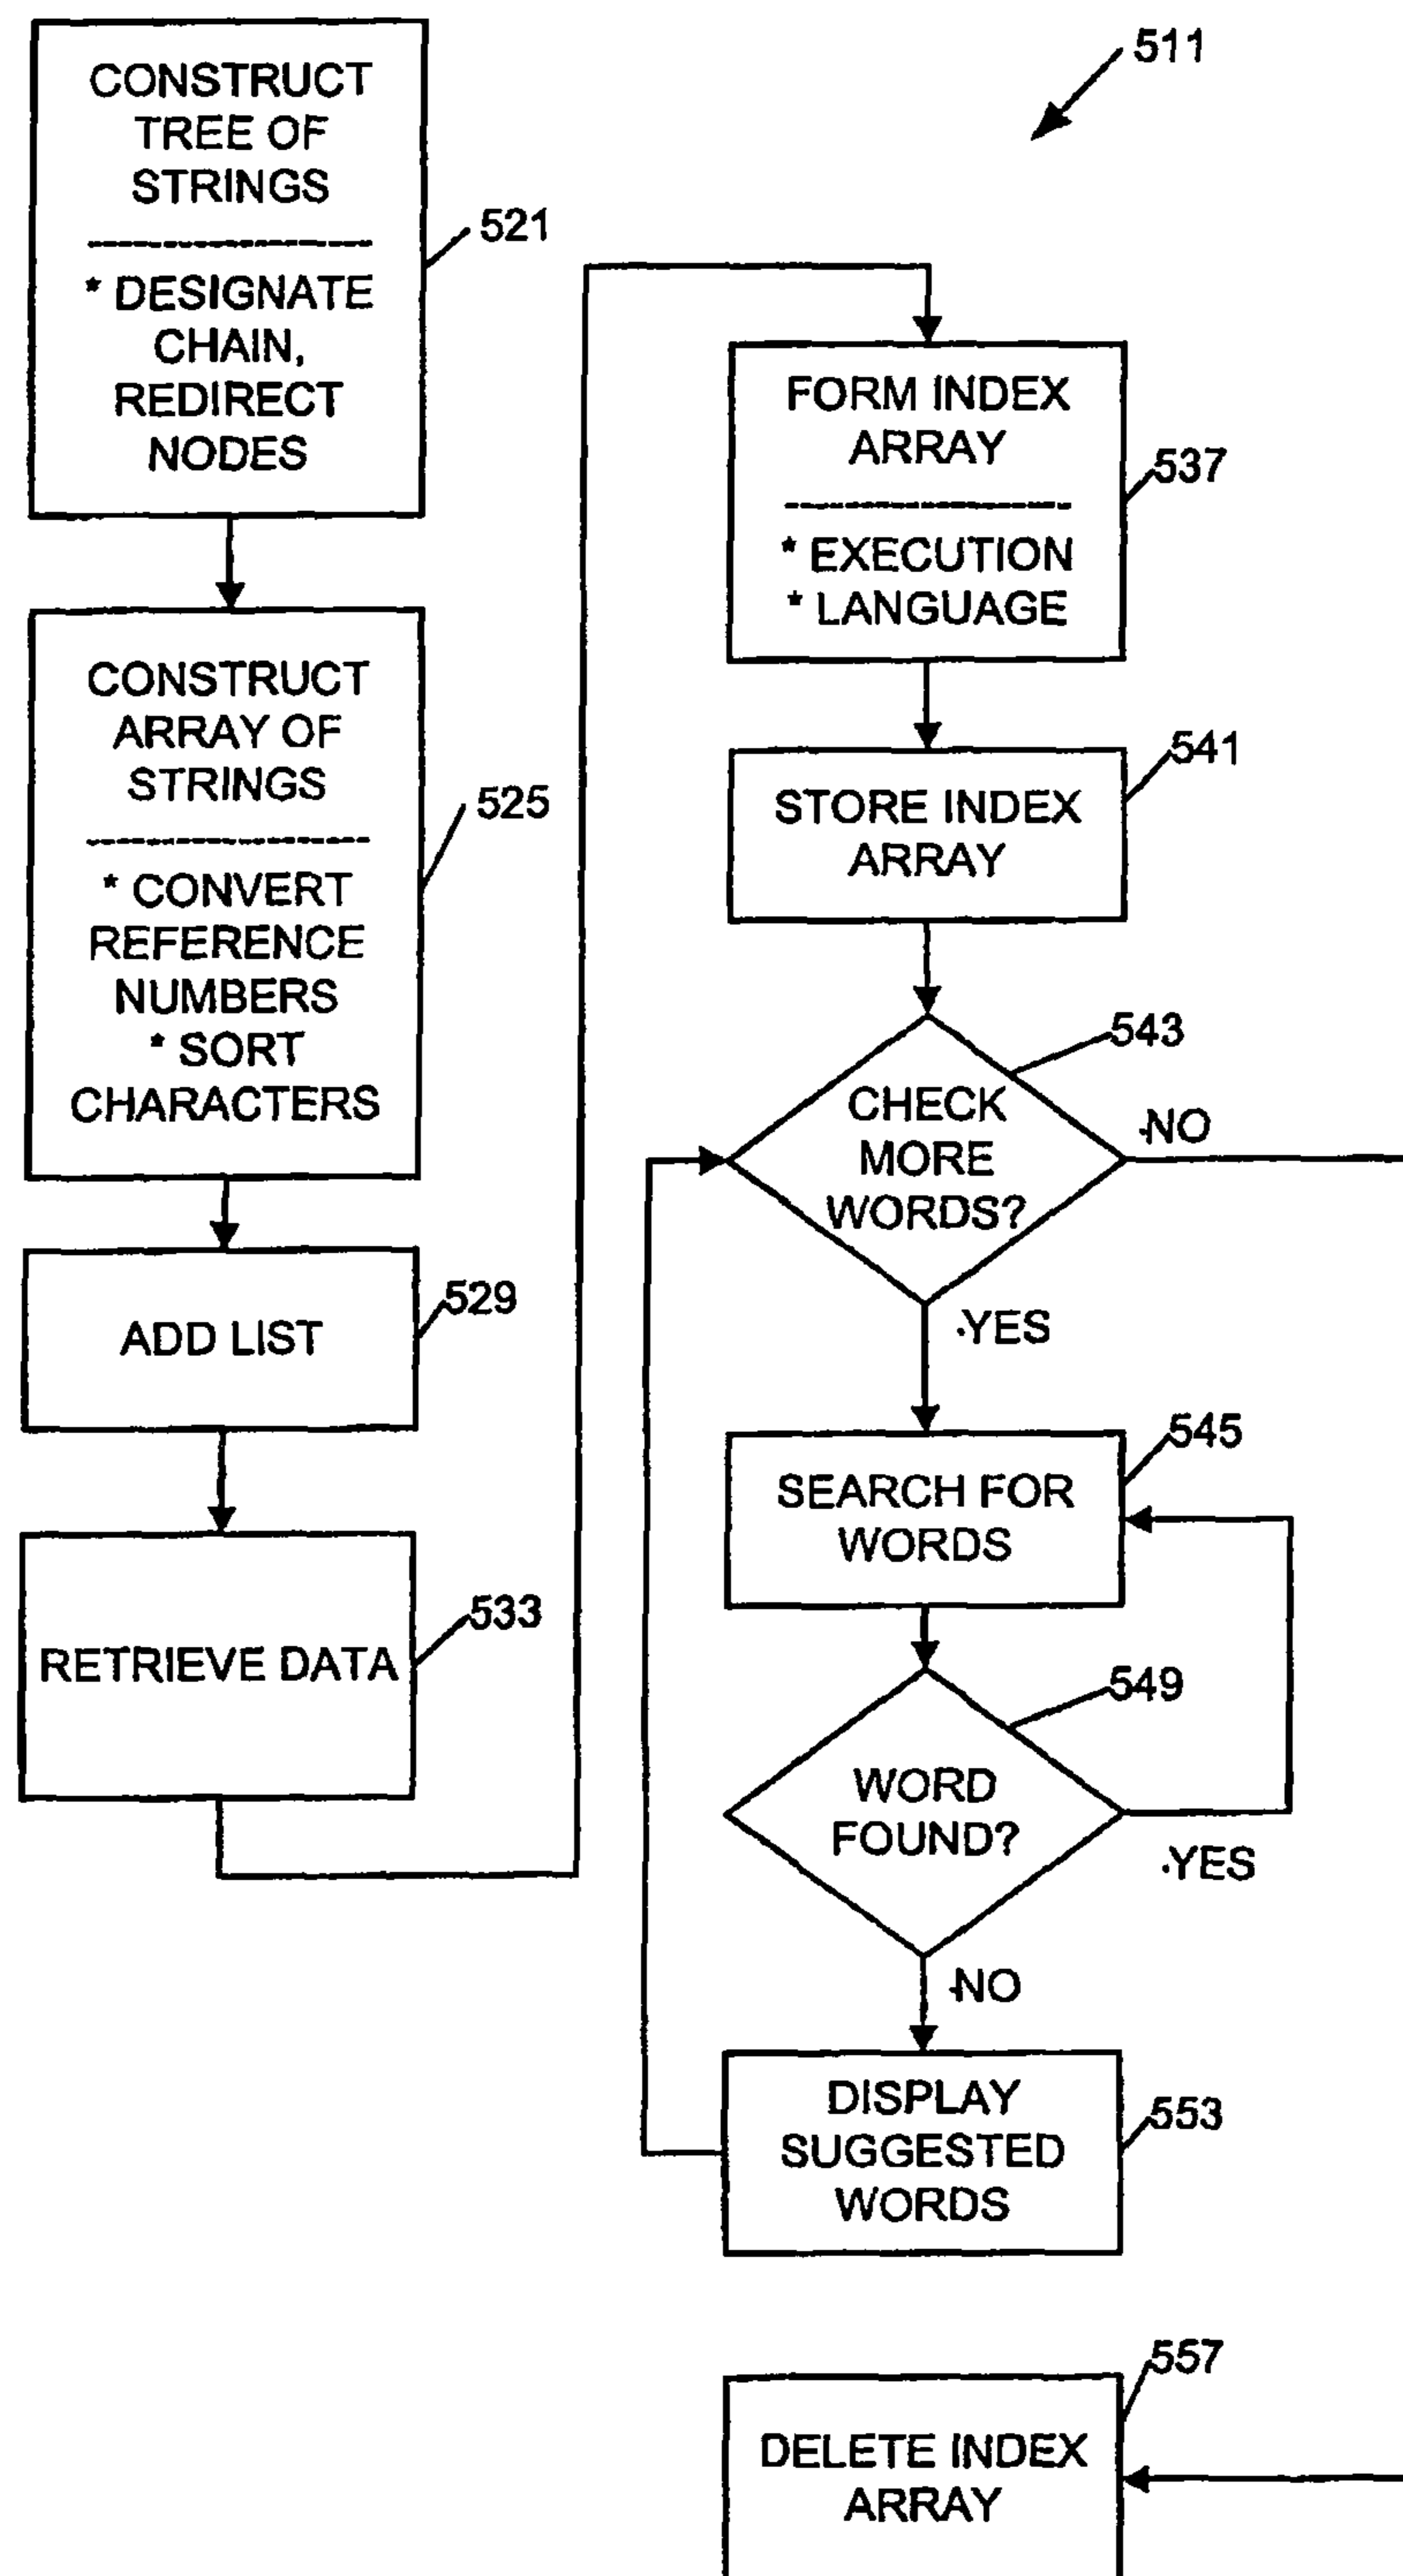 511
CONSTRUCT
TREE OF
STRINGS
* DESIGNATE
CHAIN,
REDIRECT
NODES
521
CONSTRUCT
ARRAY OF
STRINGS
* CONVERT
REFERENCE
NUMBERS
* SORT
CHARACTERS
525
ADD LIST
529
RETRIEVE DATA
533
FORM INDEX
ARRAY
* EXECUTION
* LANGUAGE
537
STORE INDEX
ARRAY
541
CHECK
MORE
WORDS?
543
NO
YES
SEARCH FOR
WORDS
545
WORD
FOUND?
549
YES
NO
DISPLAY
SUGGESTED
WORDS
553
DELETE INDEX
ARRAY
557